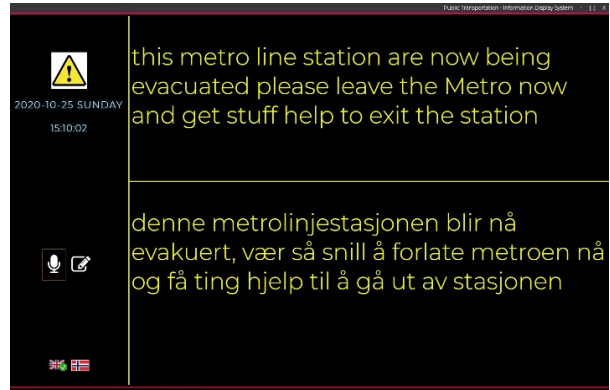 Public Transportation - Information Display System - [ ] X
this metro line station are now being
evacuated please leave the Metro now
and get stuff help to exit the station
2020-10-25 SUNDAY
15:10:02
denne metrolinjestasjonen blir nå
evakuert, vær så snill å forlate metroen nå
og få ting hjelp til å gå ut av stasjonen